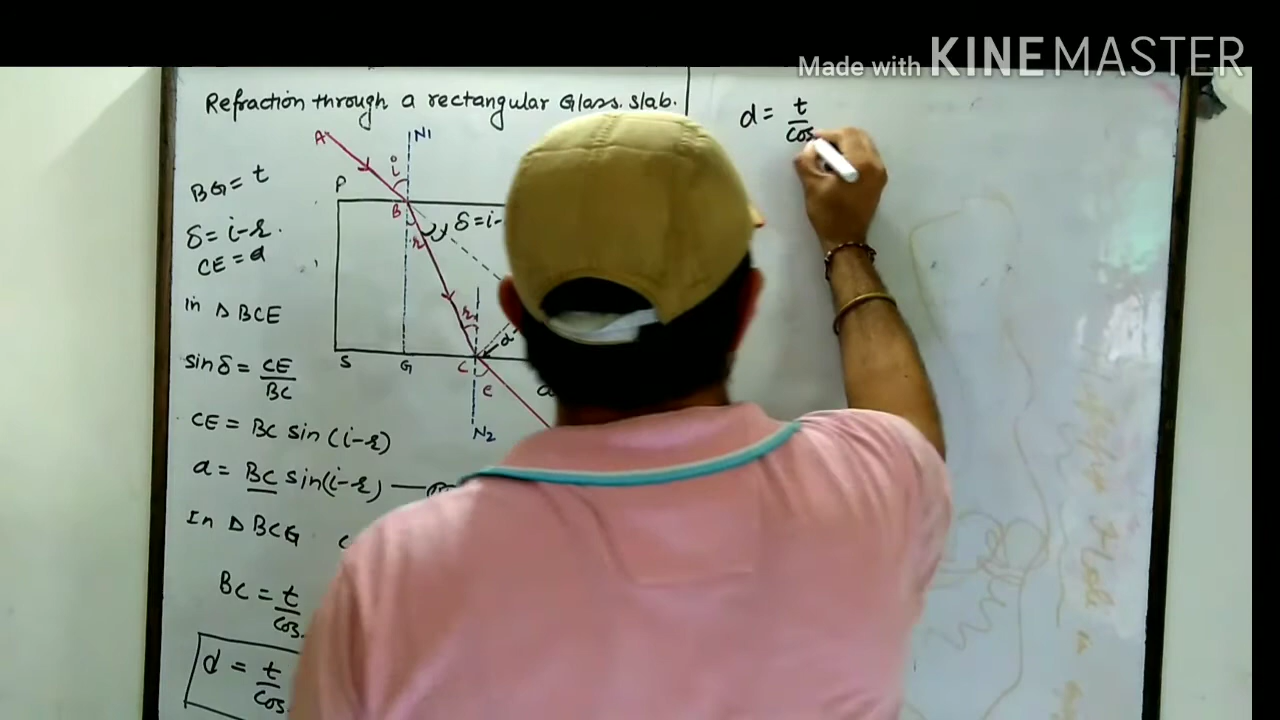 Made with KINEMASTER
Refraction through a rectangular Glass slab.
A
N1
i
P
B
δ = i-
r
r
d
S
G
C
e
N2
BG = t
δ = i-r.
CE = d
In Δ BCE
sin δ = CE/BC
CE = BC sin (i-r)
d = BC sin(i-r)
In Δ BCG
BC = t/cos
d = t/cos
d = t/cos